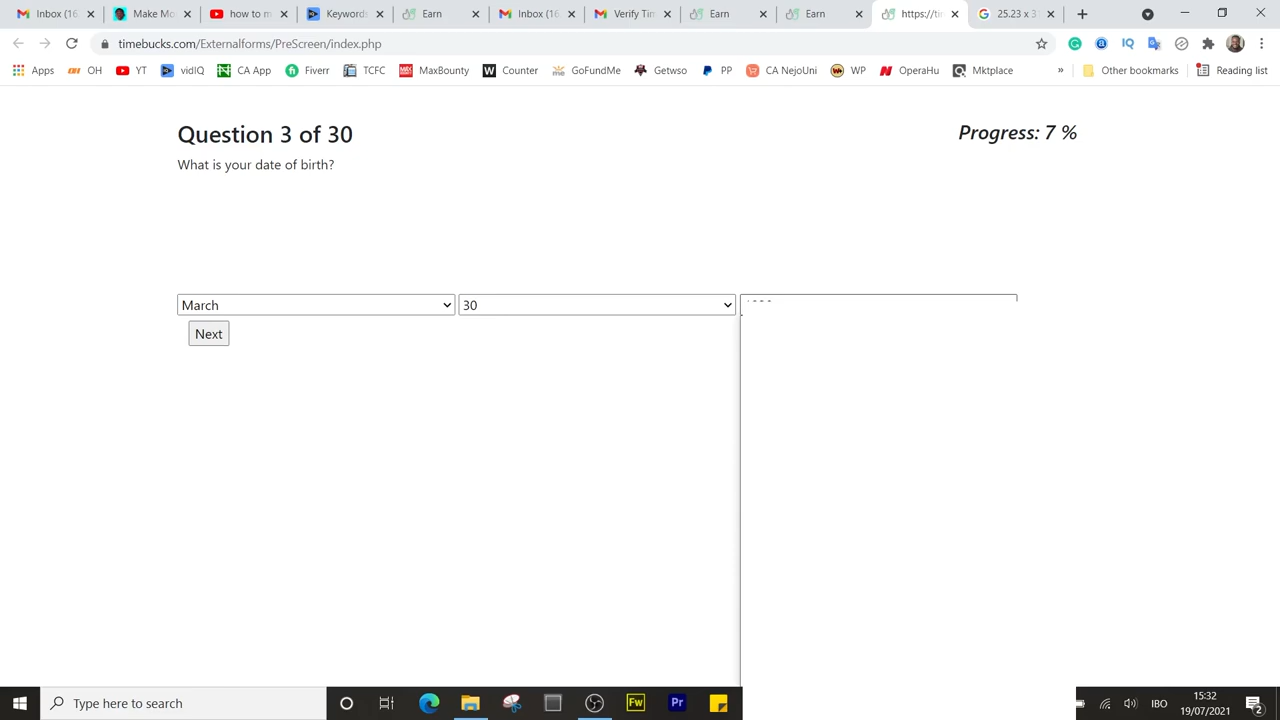 Inbox (16
Make Mo
how to m
Keywords
Earn
Inbox (16
Verify Ti
Earn
Earn
https://tim
25.23 x 3
timebucks.com/Externalforms/PreScreen/index.php
Apps
OH
YT
vidIQ
CA App
Fiverr
TCFC
MaxBounty
Counter
GoFundMe
Getwso
PP
CA NejoUni
WP
OperaHu
Mktplace
»
Other bookmarks
Reading list
Question 3 of 30
Progress: 7 %
What is your date of birth?
March
30
Next
Type here to search
Fw
Pr
IBO
15:32
19/07/2021
2